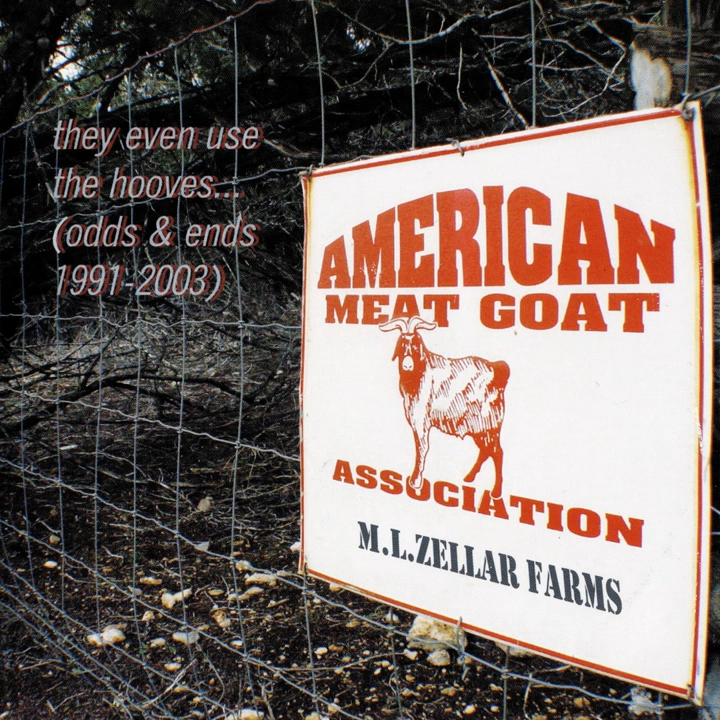 they even use
the hooves...
(odds & ends
1991-2003)
AMERICAN
MEAT GOAT
ASSOCIATION
M.L.ZELLAR FARMS